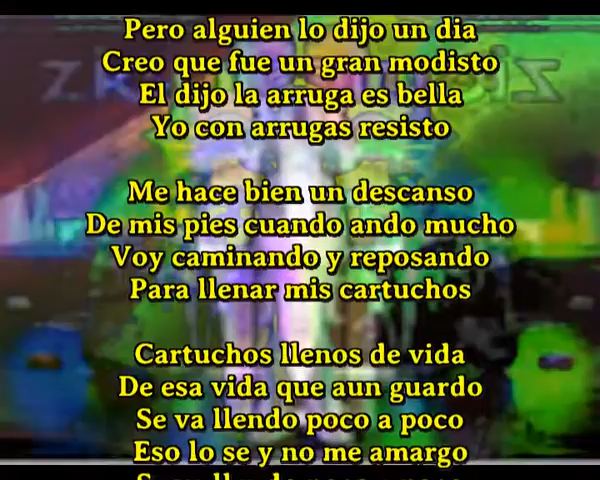 Pero alguien lo dijo un dia
Creo que fue un gran modisto
El dijo la arruga es bella
Yo con arrugas resisto
Me hace bien un descanso
De mis pies cuando ando mucho
Voy caminando y reposando
Para llenar mis cartuchos
Cartuchos llenos de vida
De esa vida que aun guardo
Se va llendo poco a poco
Eso lo se y no me amargo